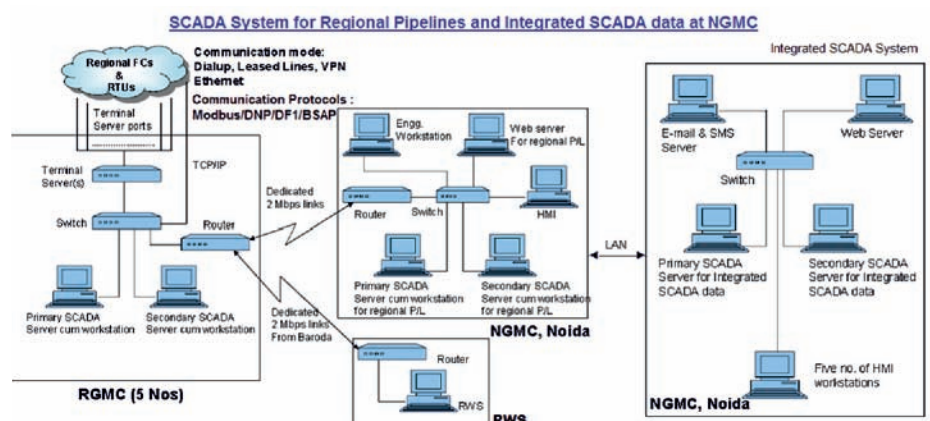 SCADA System for Regional Pipelines and Integrated SCADA data at NGMC
Regional FCs
&
RTUs
Communication mode:
Dialup, Leased Lines, VPN
Ethernet
Communication Protocols :
Modbus/DNP/DF1/BSAP
Terminal
Server ports
TCP/IP
Terminal
Server(s)
Switch
Router
Primary SCADA
Server cum workstation
Secondary SCADA
Server cum workstation
RGMC (5 Nos)
Dedicated
2 Mbps links
Dedicated
2 Mbps links
From Baroda
Engg.
Workstation
Web server
For regional P/L
Router
Switch
HMI
Primary SCADA
Server cum workstation
for regional P/L
Secondary SCADA
Server cum workstation
for regional P/L
NGMC, Noida
Router
RWS
RWS
LAN
Integrated SCADA System
E-mail & SMS
Server
Web Server
Switch
Primary SCADA
Server for Integrated
SCADA data
Secondary SCADA
Server for Integrated
SCADA data
Five no. of HMI
workstations
NGMC, Noida